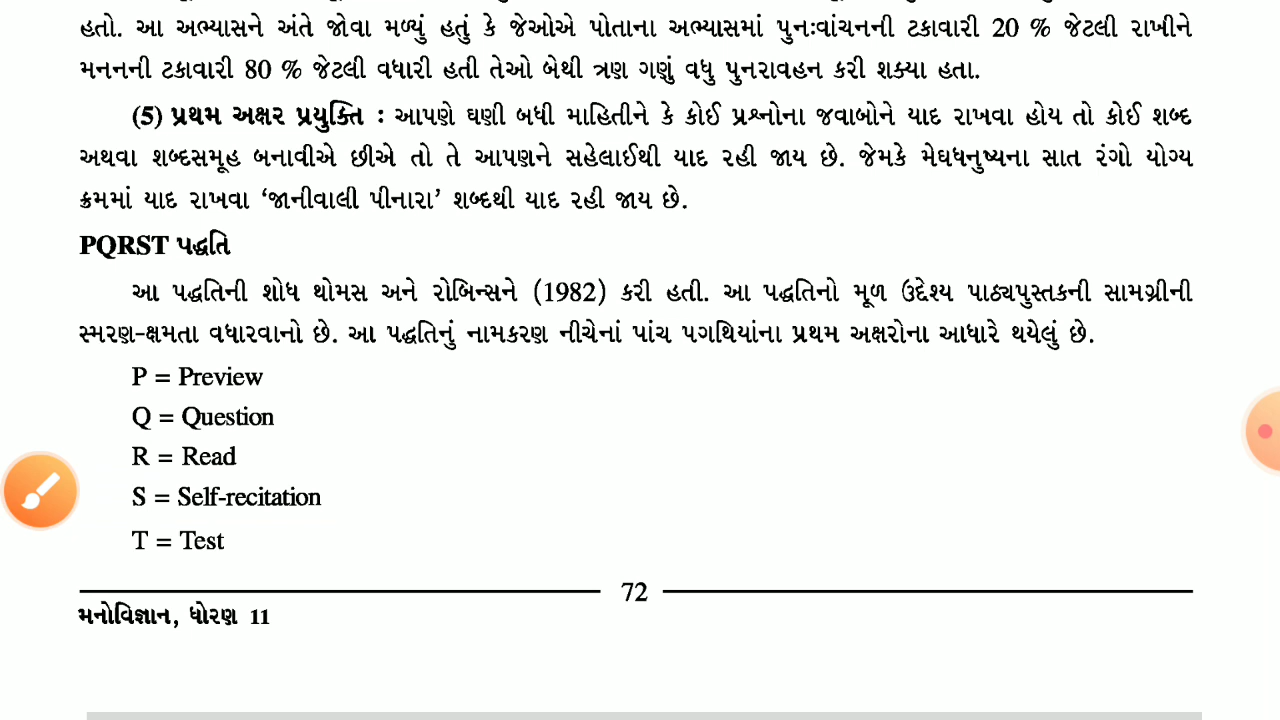 હતો. આ અભ્યાસને અંતે જોવા મળ્યું હતું કે જેઓએ પોતાના અભ્યાસમાં પુનઃવાંચનની ટકાવારી 20 % જેટલી રાખીને
મનનની ટકાવારી 80 % જેટલી વધારી હતી તેઓ બેથી ત્રણ ગણું વધુ પુનરાવહન કરી શક્યા હતા.
(5) પ્રથમ અક્ષર પ્રયુક્તિ : આપણે ઘણી બધી માહિતીને કે કોઈ પ્રશ્નોના જવાબોને યાદ રાખવા હોય તો કોઈ શબ્દ
અથવા શબ્દસમૂહ બનાવીએ છીએ તો તે આપણને સહેલાઈથી યાદ રહી જાય છે. જેમકે મેઘધનુષ્યના સાત રંગો યોગ્ય
ક્રમમાં યાદ રાખવા ‘જાનીવાલી પીનારા’ શબ્દથી યાદ રહી જાય છે.
PQRST પદ્ધતિ
આ પદ્ધતિની શોધ થોમસ અને રોબિન્સને (1982) કરી હતી. આ પદ્ધતિનો મૂળ ઉદ્દેશ્ય પાઠ્યપુસ્તકની સામગ્રીની
સ્મરણ-ક્ષમતા વધારવાનો છે. આ પદ્ધતિનું નામકરણ નીચેનાં પાંચ પગથિયાંના પ્રથમ અક્ષરોના આધારે થયેલું છે.
P = Preview
Q = Question
R = Read
S = Self-recitation
T = Test
72
મનોવિજ્ઞાન, ધોરણ 11